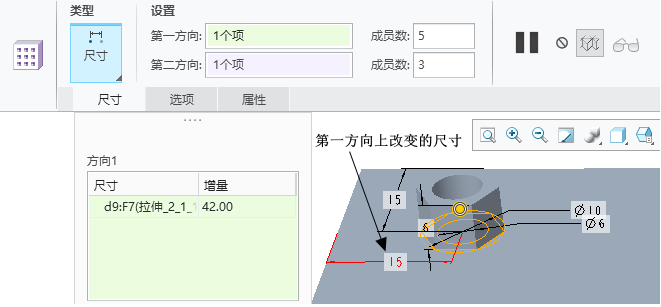 类型
设置
尺寸
第一方向:
1个项
成员数:
5
第二方向:
1个项
成员数:
3
尺寸
选项
属性
方向1
尺寸
增量
d9:F7(拉伸_2_1_
42.00
第一方向上改变的尺寸
15
6
Ø10
Ø6
15